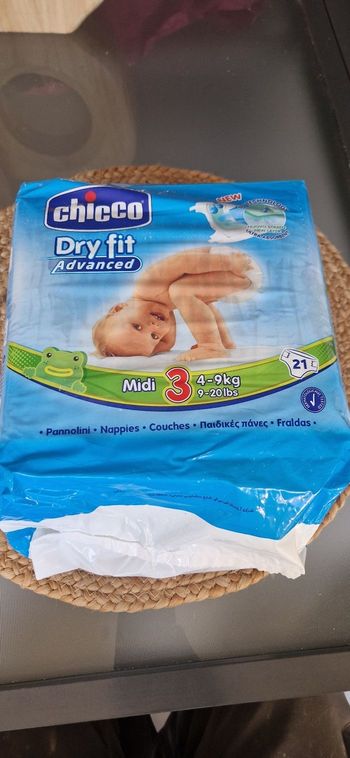 chicco
NEW
Dry fit
Advanced
Midi 3 4-9kg
9-20lbs
21
• Pannolini • Nappies • Couches • Παιδικές πάνες • Fraldas •